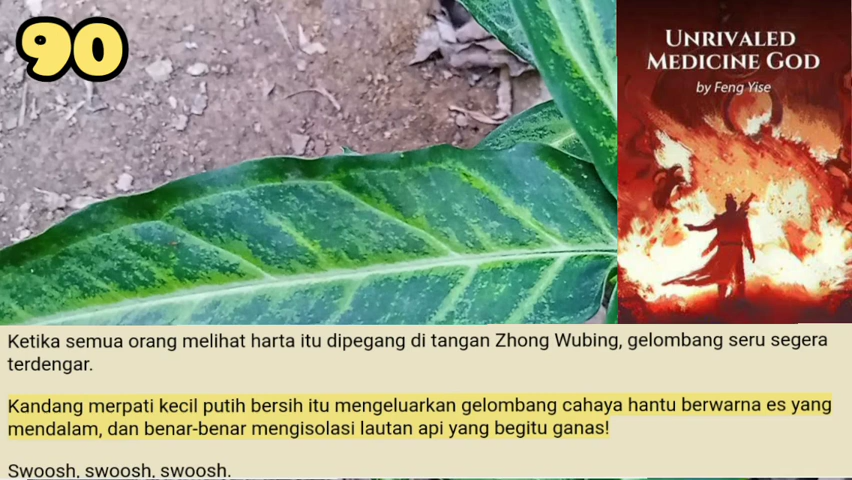 90
UNRIVALED
MEDICINE GOD
by Feng Yise
Ketika semua orang melihat harta itu dipegang di tangan Zhong Wubing, gelombang seru segera
terdengar.
Kandang merpati kecil putih bersih itu mengeluarkan gelombang cahaya hantu berwarna es yang
mendalam, dan benar-benar mengisolasi lautan api yang begitu ganas!
Swoosh, swoosh, swoosh.